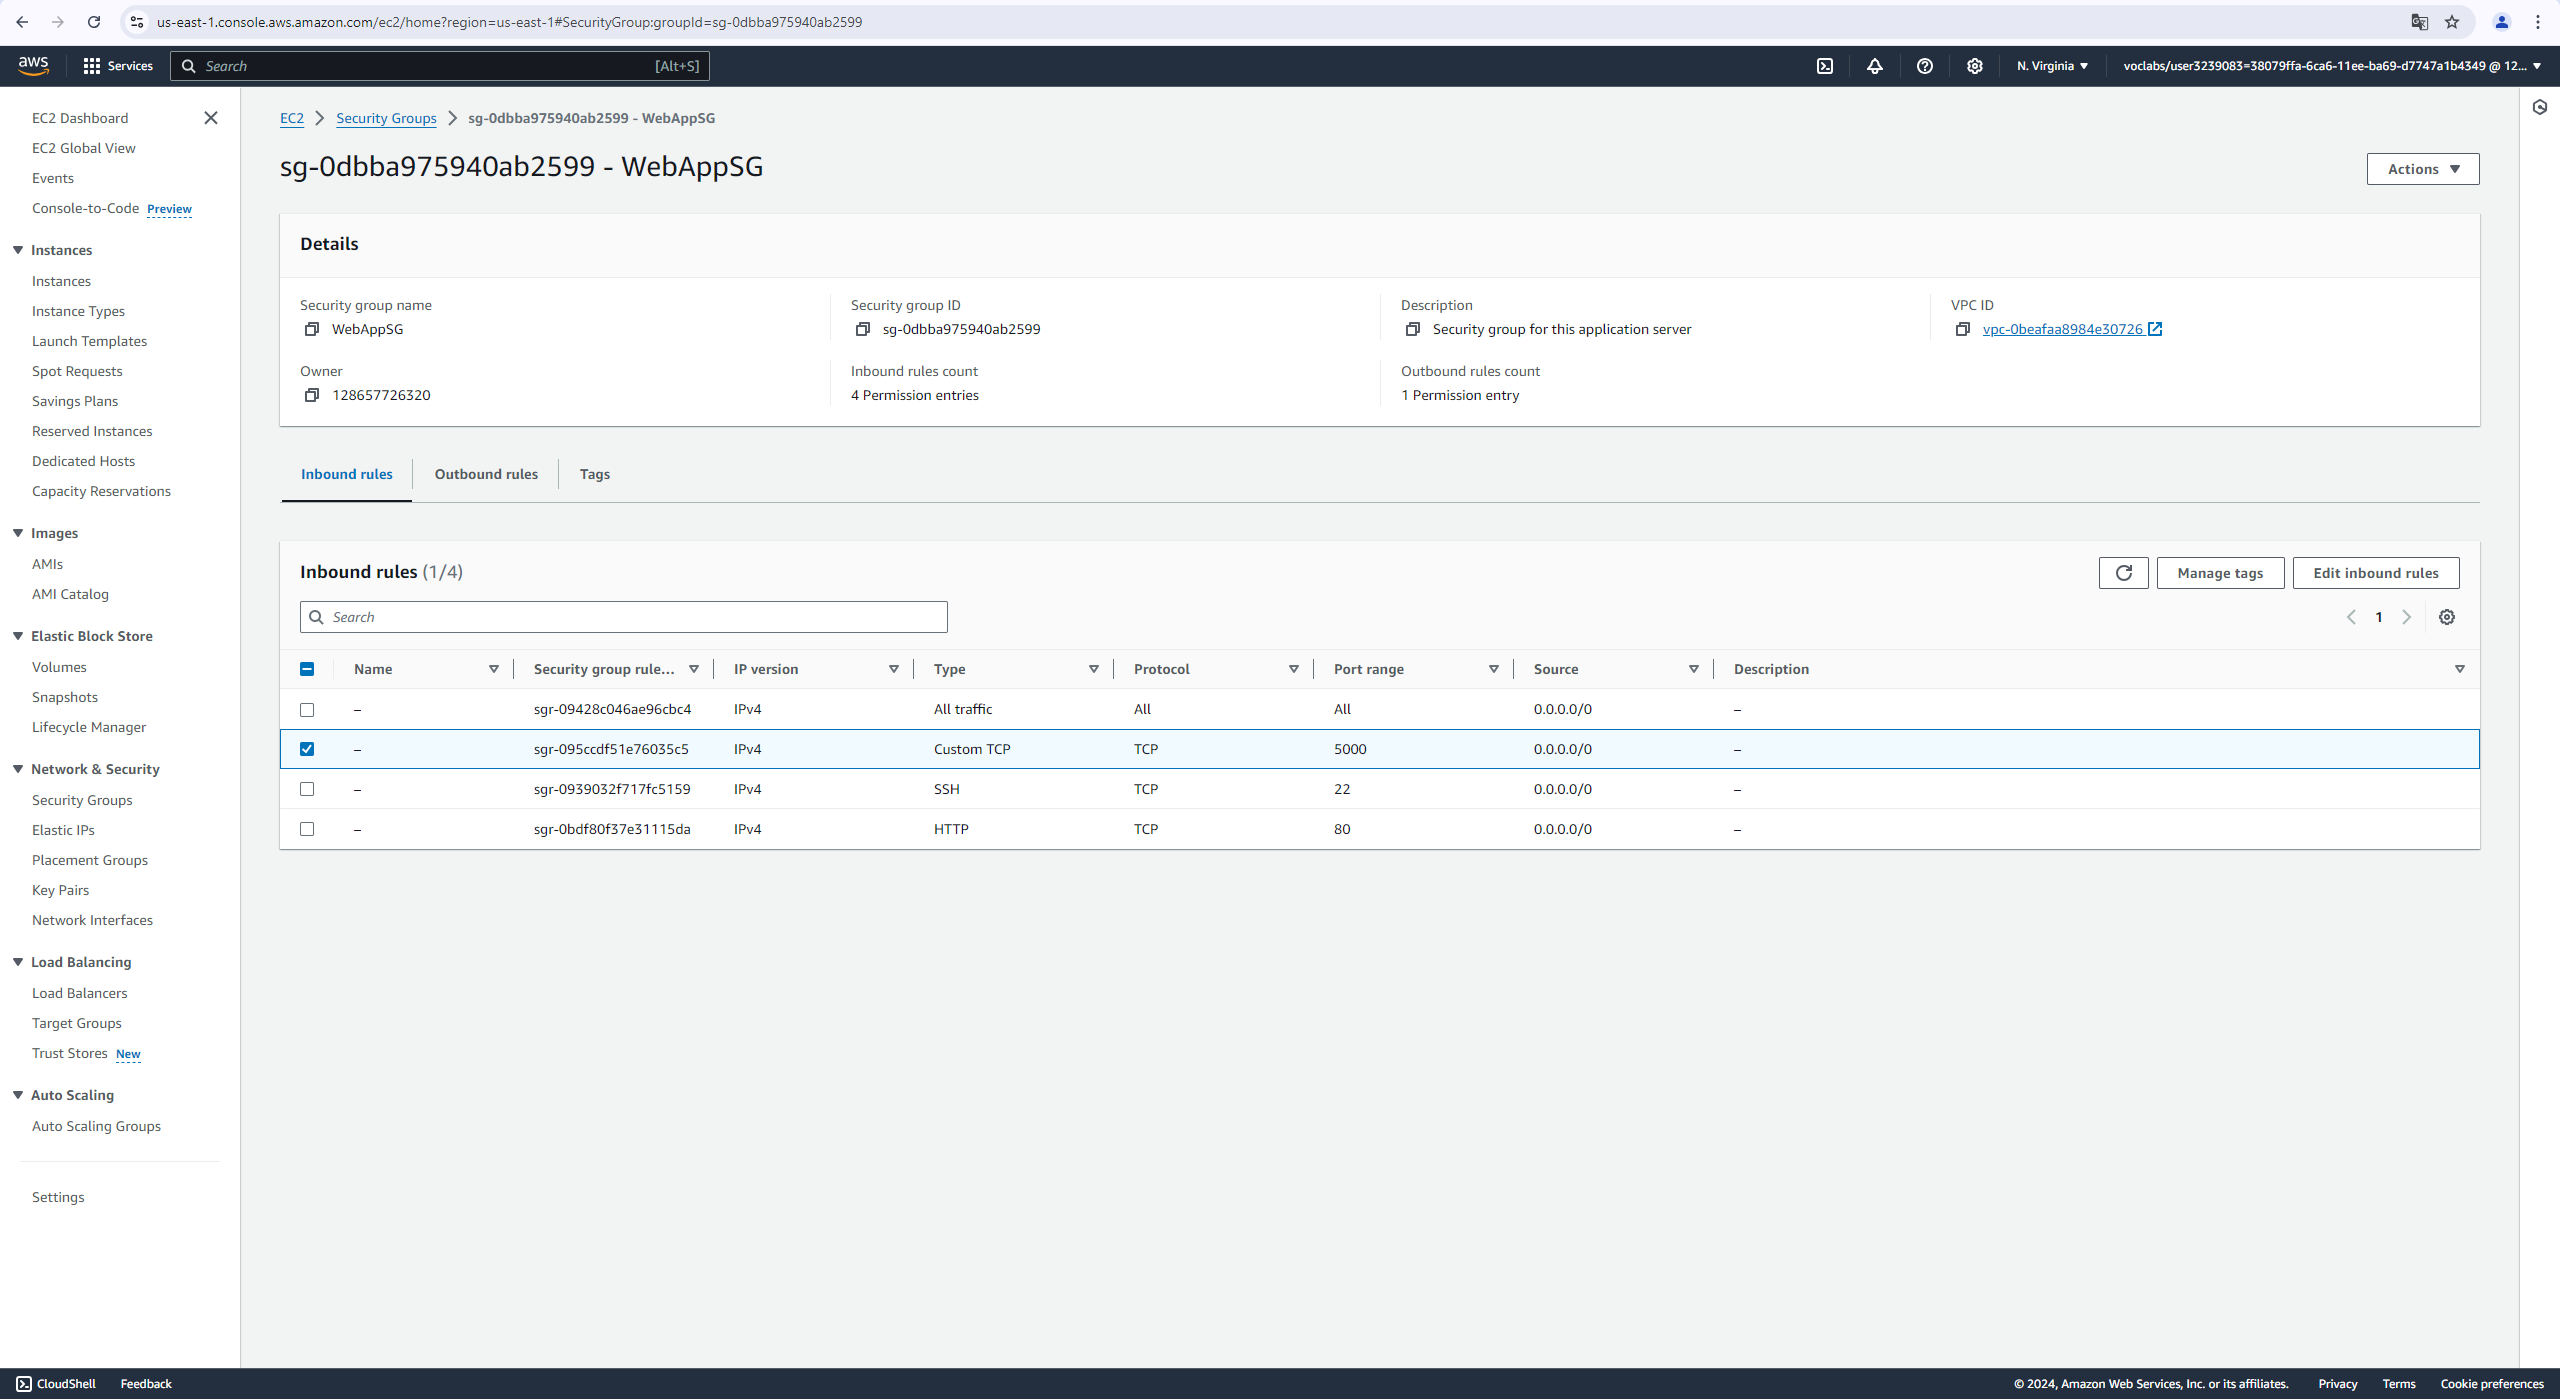 us-east-1.console.aws.amazon.com/ec2/home?region=us-east-1#SecurityGroup:groupId=sg-0dbba975940ab2599
aws Services Search [Alt+S] N. Virginia voclabs/user3239083=38079ffa-6ca6-11ee-ba69-d7747a1b4349 @ 12...
EC2 Dashboard
EC2 Global View
Events
Console-to-Code Preview
Instances
Instances
Instance Types
Launch Templates
Spot Requests
Savings Plans
Reserved Instances
Dedicated Hosts
Capacity Reservations
Images
AMIs
AMI Catalog
Elastic Block Store
Volumes
Snapshots
Lifecycle Manager
Network & Security
Security Groups
Elastic IPs
Placement Groups
Key Pairs
Network Interfaces
Load Balancing
Load Balancers
Target Groups
Trust Stores New
Auto Scaling
Auto Scaling Groups
Settings
EC2 Security Groups sg-0dbba975940ab2599 - WebAppSG
sg-0dbba975940ab2599 - WebAppSG
Actions
Details
Security group name Security group ID Description VPC ID
WebAppSG sg-0dbba975940ab2599 Security group for this application server vpc-0beafaa8984e30726
Owner Inbound rules count Outbound rules count
128657726320 4 Permission entries 1 Permission entry
Inbound rules Outbound rules Tags
Inbound rules (1/4) Manage tags Edit inbound rules
Search 1
Name Security group rule... IP version Type Protocol Port range Source Description
– sgr-09428c046ae96cbc4 IPv4 All traffic All All 0.0.0.0/0 –
– sgr-095ccdf51e76035c5 IPv4 Custom TCP TCP 5000 0.0.0.0/0 –
– sgr-0939032f717fc5159 IPv4 SSH TCP 22 0.0.0.0/0 –
– sgr-0bdf80f37e31115da IPv4 HTTP TCP 80 0.0.0.0/0 –
CloudShell Feedback © 2024, Amazon Web Services, Inc. or its affiliates. Privacy Terms Cookie preferences